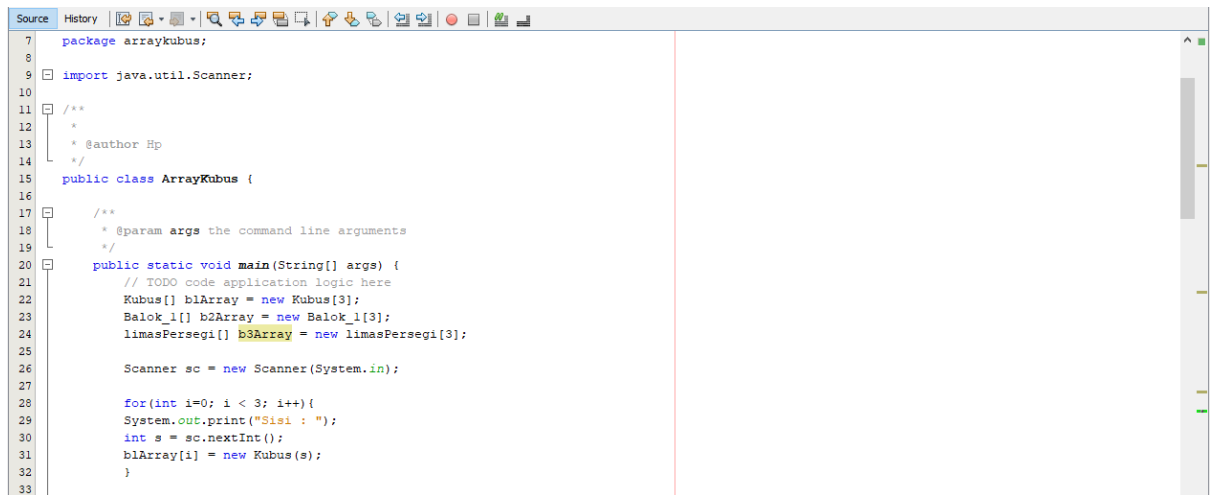 Source History
7 package arraykubus;
8
9 import java.util.Scanner;
10
11 /**
12 *
13 * @author Hp
14 */
15 public class ArrayKubus {
16
17 /**
18 * @param args the command line arguments
19 */
20 public static void main(String[] args) {
21 // TODO code application logic here
22 Kubus[] blArray = new Kubus[3];
23 Balok_1[] b2Array = new Balok_1[3];
24 limasPersegi[] b3Array = new limasPersegi[3];
25
26 Scanner sc = new Scanner(System.in);
27
28 for(int i=0; i < 3; i++){
29 System.out.print("Sisi : ");
30 int s = sc.nextInt();
31 blArray[i] = new Kubus(s);
32 }
33